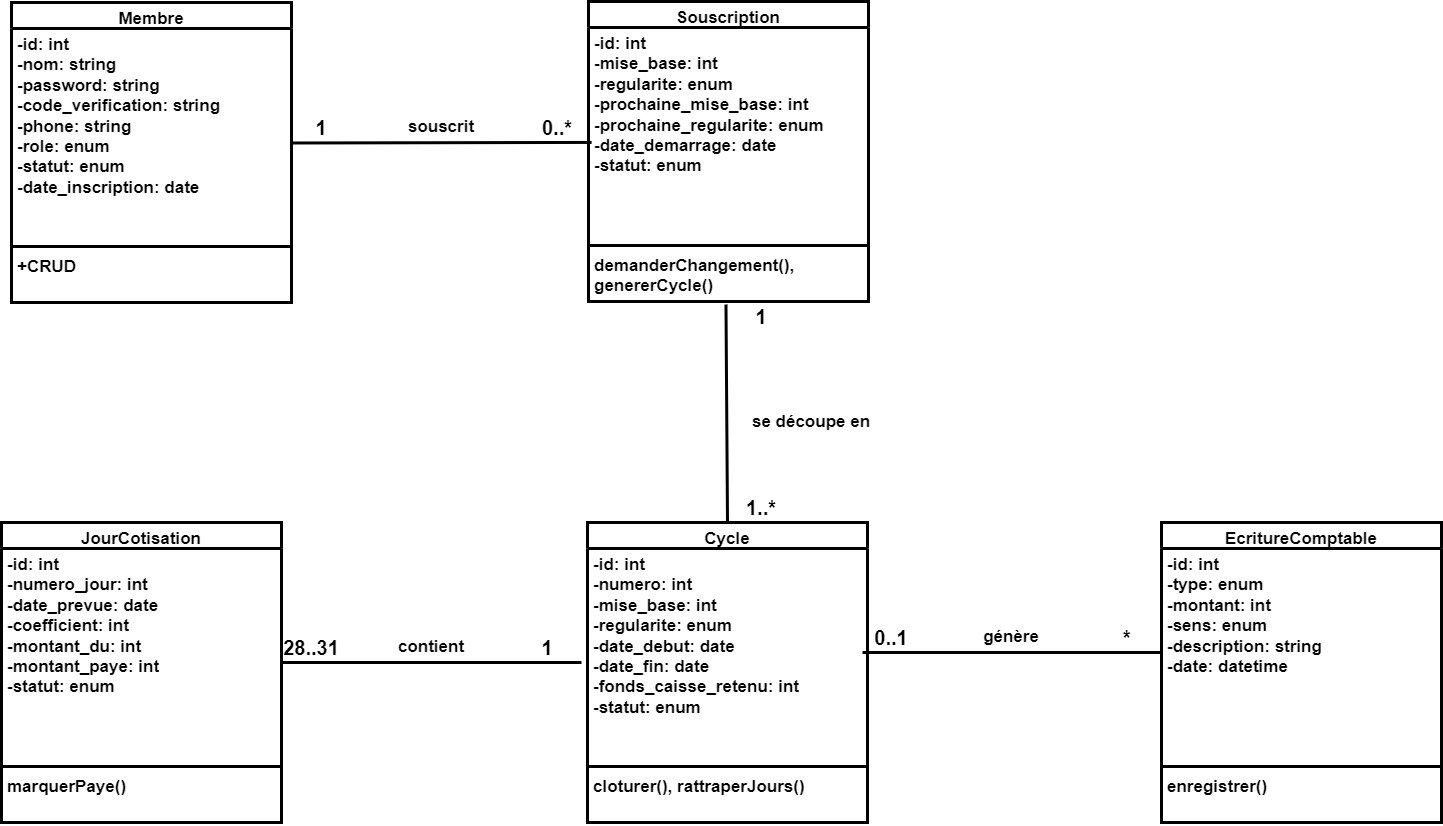 Membre
-id: int
-nom: string
-password: string
-code_verification: string
-phone: string
-role: enum
-statut: enum
-date_inscription: date
+CRUD
1
souscrit
0..*
Souscription
-id: int
-mise_base: int
-regularite: enum
-prochaine_mise_base: int
-prochaine_regularite: enum
-date_demarrage: date
-statut: enum
demanderChangement(),
genererCycle()
1
se découpe en
1..*
JourCotisation
-id: int
-numero_jour: int
-date_prevue: date
-coefficient: int
-montant_du: int
-montant_paye: int
-statut: enum
marquerPaye()
28..31
contient
1
Cycle
-id: int
-numero: int
-mise_base: int
-regularite: enum
-date_debut: date
-date_fin: date
-fonds_caisse_retenu: int
-statut: enum
cloturer(), rattraperJours()
0..1
génère
*
EcritureComptable
-id: int
-type: enum
-montant: int
-sens: enum
-description: string
-date: datetime
enregistrer()